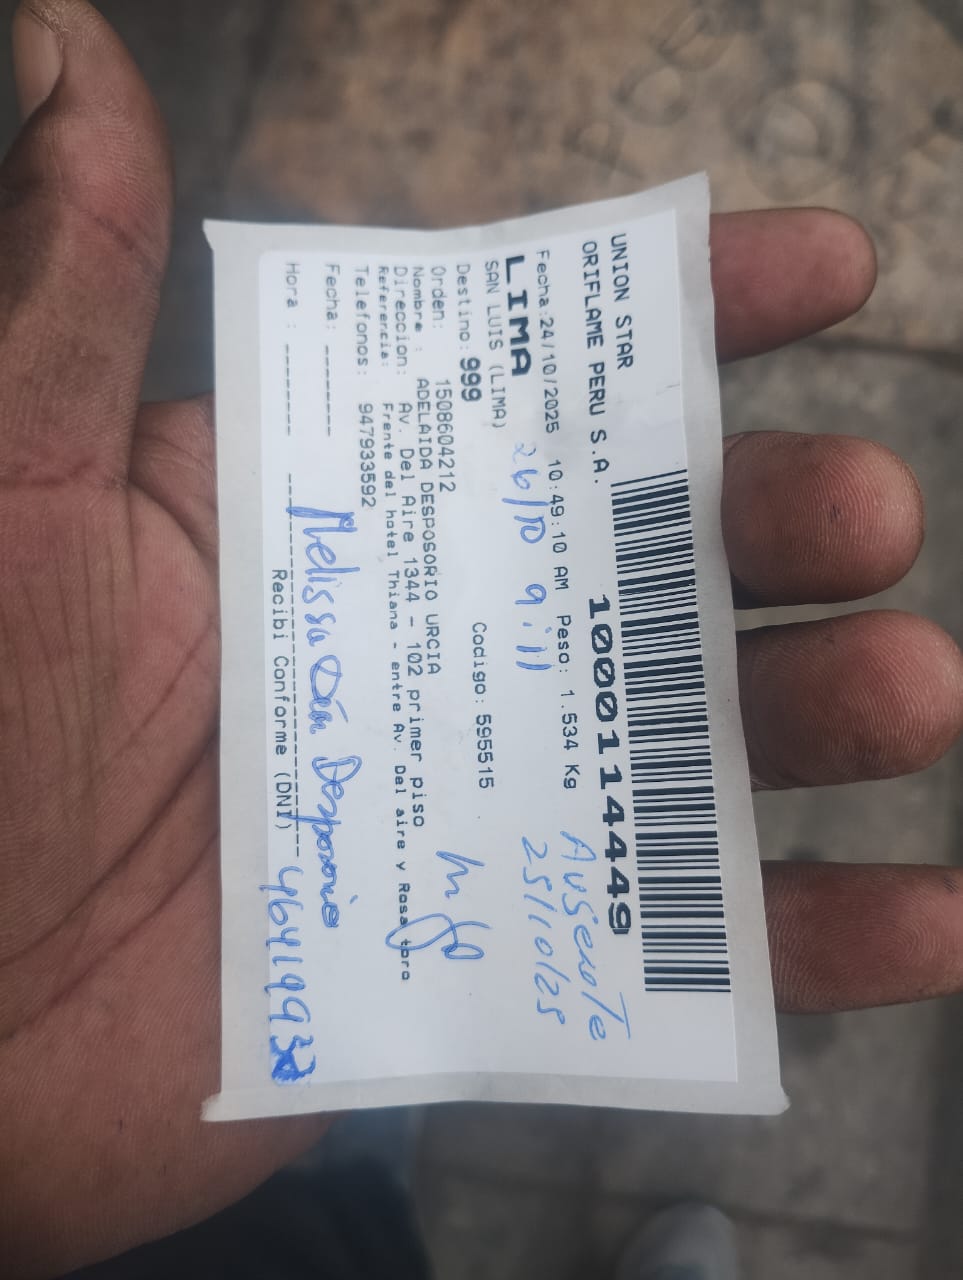 UNION STAR
ORIFLAME PERU S.A. 10001144449
Fecha:24/10/2025 10:49:10 AM Peso: 1.534 Kg
Ausente
25/10/25
LIMA
26/10 9:11
SAN LUIS (LIMA)
Destino: 999 Codigo: 595515
Orden: 1508604212
Nombre : ADELAIDA DESPOSORIO URCIA
Direccion: Av. Del Aire 1344 - 102 primer piso
Referencia: Frente del hotel Thiana - entre Av. Del aire y Rosa toro
Telefonos: 947933592
Fecha: _______
Melissa Desposorio
Hora : _______
Recibi Conforme (DNI)